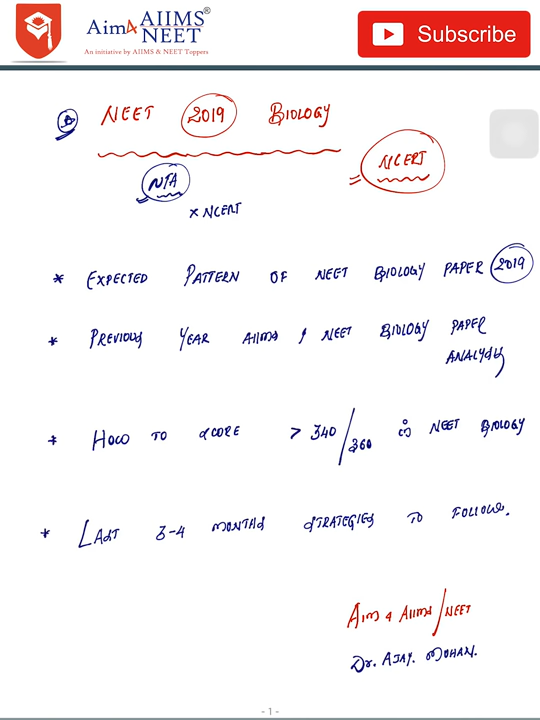 Aim4 AIIMS®
NEET
An initiative by AIIMS & NEET Toppers
Subscribe
NEET 2019 BIOLOGY
NTA
NCERT
x NCERT
* EXPECTED PATTERN OF NEET BIOLOGY PAPER 2019
* PREVIOUS YEAR AIIMS / NEET BIOLOGY PAPER
ANALYSIS
* HOW TO SCORE > 340/360 in NEET BIOLOGY
* LAST 3-4 MONTHS STRATEGIES TO FOLLOW.
AIM 4 AIIMS/NEET
Dr. AJAY. MOHAN.
- 1 -